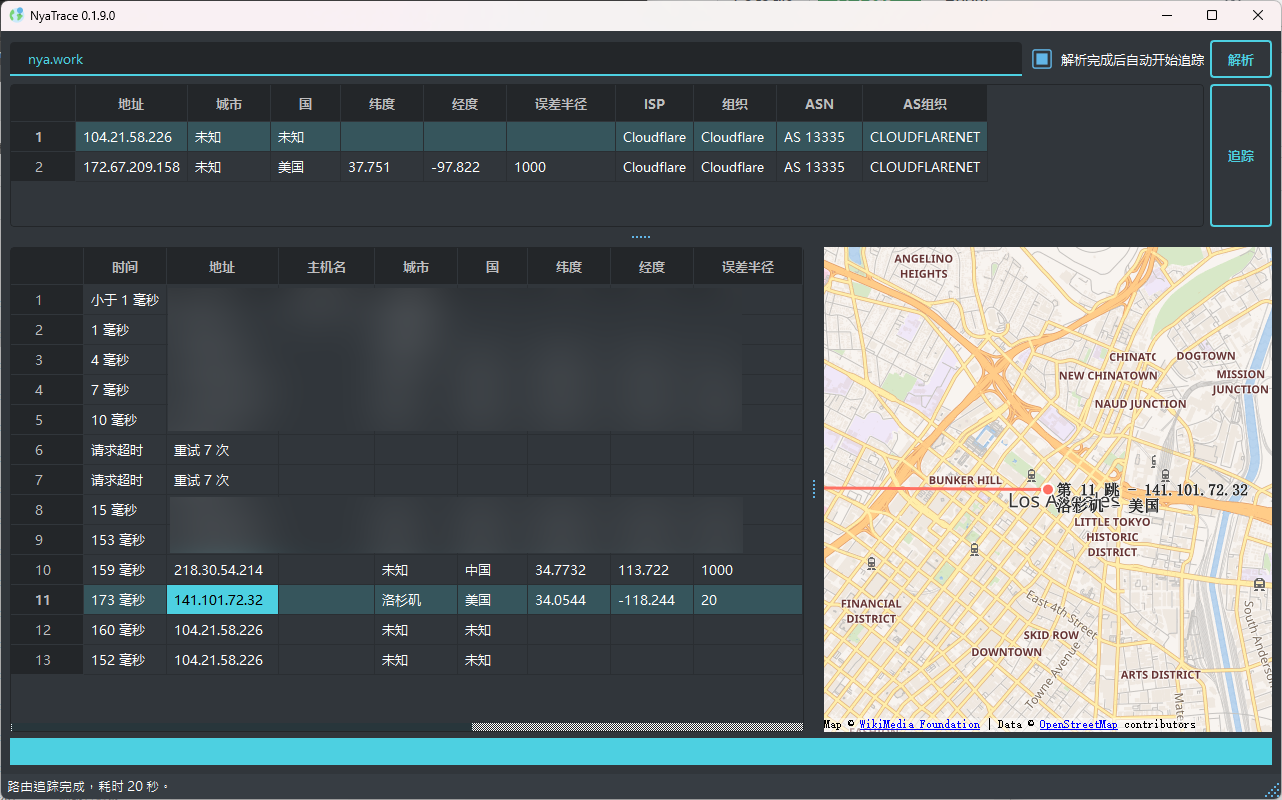 NyaTrace 0.1.9.0
nya.work
解析完成后自动开始追踪
解析
地址 城市 国 纬度 经度 误差半径 ISP 组织 ASN AS组织
1 104.21.58.226 未知 未知 Cloudflare Cloudflare AS 13335 CLOUDFLARENET
2 172.67.209.158 未知 美国 37.751 -97.822 1000 Cloudflare Cloudflare AS 13335 CLOUDFLARENET
追踪
时间 地址 主机名 城市 国 纬度 经度 误差半径
1 小于 1 毫秒
2 1 毫秒
3 4 毫秒
4 7 毫秒
5 10 毫秒
6 请求超时 重试 7 次
7 请求超时 重试 7 次
8 15 毫秒
9 153 毫秒
10 159 毫秒 218.30.54.214 未知 中国 34.7732 113.722 1000
11 173 毫秒 141.101.72.32 洛杉矶 美国 34.0544 -118.244 20
12 160 毫秒 104.21.58.226 未知 未知
13 152 毫秒 104.21.58.226 未知 未知
ANGELINO
HEIGHTS
CHINATO
DOGTOWN
NEW CHINATOWN
MISSION
JUNCTION
NAUD JUNCTION
BUNKER HILL
第 11 跳 - 141.101.72.32
洛杉矶 - 美国
Los Angeles
LITTLE TOKYO
HISTORIC
DISTRICT
FINANCIAL
DISTRICT
East 4th Street
SKID ROW
DOWNTOWN
Towne Avenue
South Anderson
ARTS DISTRICT
Mate
Map © WikiMedia Foundation | Data © OpenStreetMap contributors
路由追踪完成，耗时 20 秒。